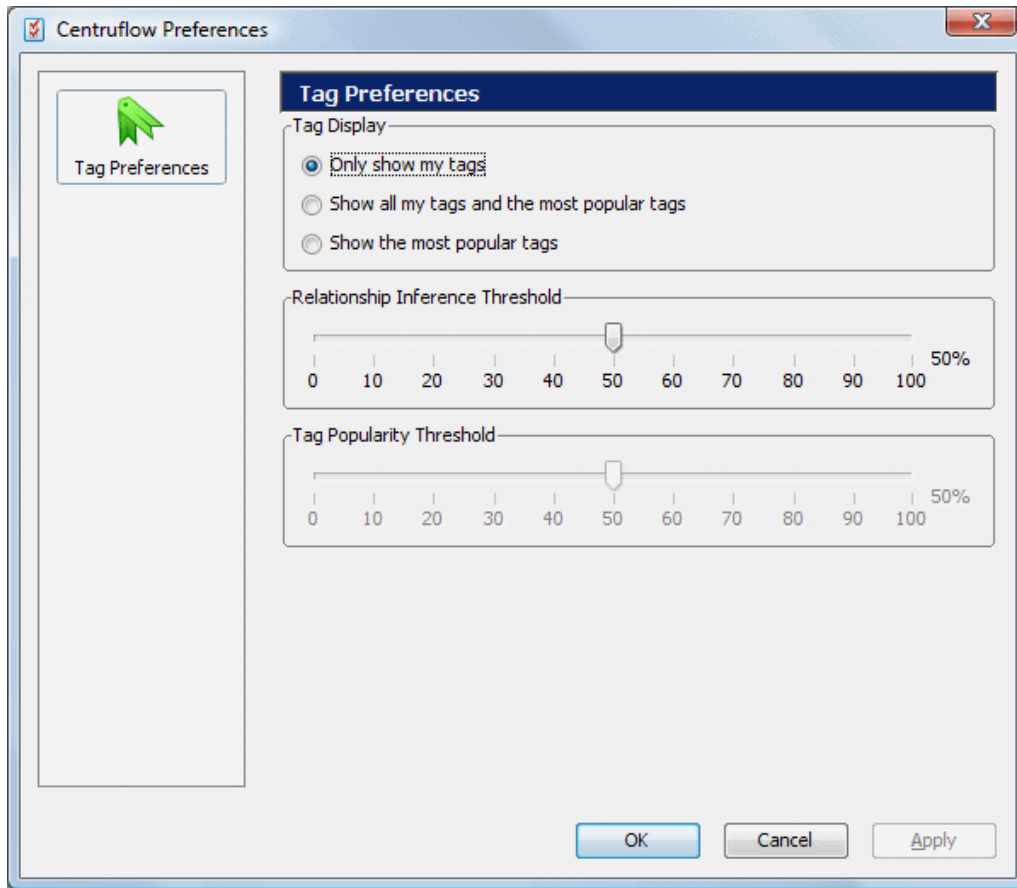 Centruflow Preferences
Tag Preferences
Tag Preferences
Tag Display
Only show my tags
Show all my tags and the most popular tags
Show the most popular tags
Relationship Inference Threshold
50%
0 10 20 30 40 50 60 70 80 90 100
Tag Popularity Threshold
50%
0 10 20 30 40 50 60 70 80 90 100
OK Cancel Apply